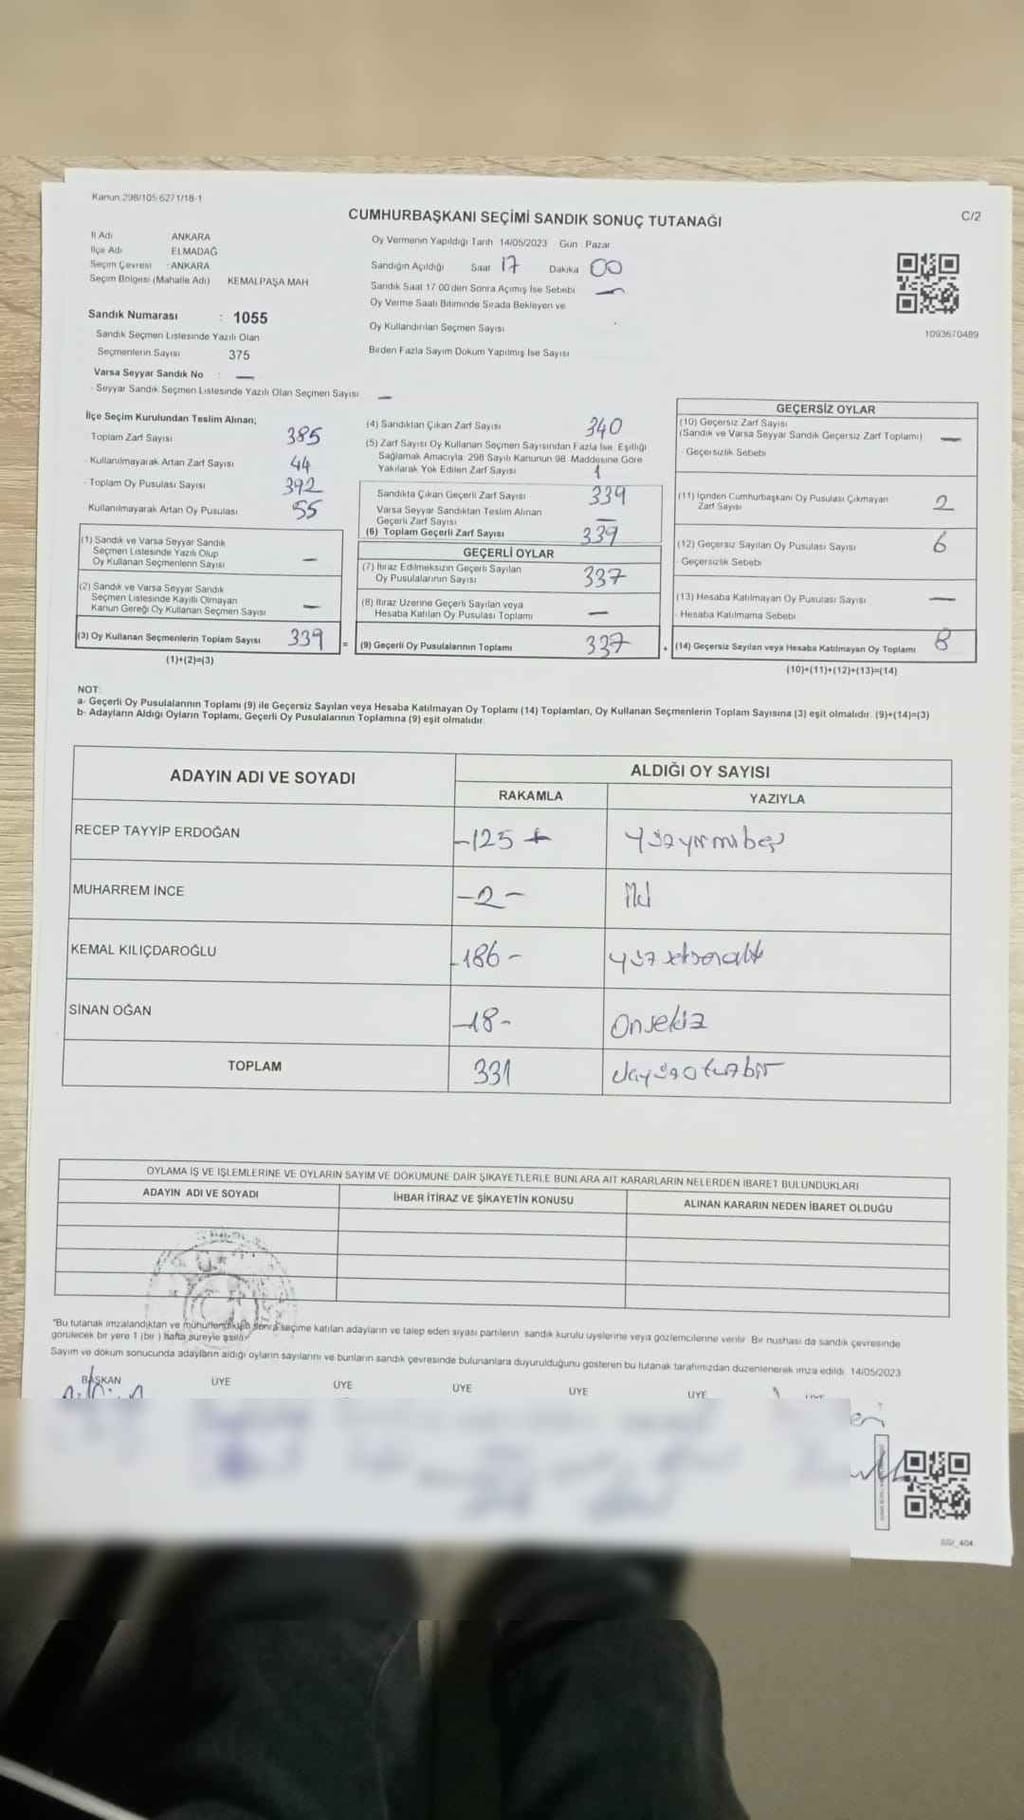 Kanun 298/105-6271/18-1
CUMHURBAŞKANI SEÇİMİ SANDIK SONUÇ TUTANAĞI
C/2
İl Adı ANKARA
İlçe Adı ELMADAĞ
Seçim Çevresi : ANKARA
Seçim Bölgesi (Mahalle Adı) KEMALPAŞA MAH
Sandık Numarası : 1055
Sandık Seçmen Listesinde Yazılı Olan
Seçmenlerin Sayısı 375
Varsa Seyyar Sandık No : —
- Seyyar Sandık Seçmen Listesinde Yazılı Olan Seçmen Sayısı —
Oy Vermenin Yapıldığı Tarih 14/05/2023 Gün Pazar
Sandığın Açıldığı Saat 17 Dakika 00
Sandık Saat 17 00'den Sonra Açılmış İse Sebebi —
Oy Verme Saati Bitiminde Sırada Bekleyen ve
Oy Kullandırılan Seçmen Sayısı
Birden Fazla Sayım Döküm Yapılmış İse Sayısı
1093670489
İlçe Seçim Kurulundan Teslim Alınan;
Toplam Zarf Sayısı 385
- Kullanılmayarak Artan Zarf Sayısı 44
- Toplam Oy Pusulası Sayısı 392
Kullanılmayarak Artan Oy Pusulası 55
(1) Sandık ve Varsa Seyyar Sandık
Seçmen Listesinde Yazılı Olup
Oy Kullanan Seçmenlerin Sayısı —
(2) Sandık ve Varsa Seyyar Sandık
Seçmen Listesinde Kayıtlı Olmayan
Kanun Gereği Oy Kullanan Seçmen Sayısı —
(3) Oy Kullanan Seçmenlerin Toplam Sayısı 339
(1)+(2)=(3)
(4) Sandıktan Çıkan Zarf Sayısı 340
(5) Zarf Sayısı Oy Kullanan Seçmen Sayısından Fazla İse, Eşitliği
Sağlamak Amacıyla 298 Sayılı Kanunun 98. Maddesine Göre
Yakılarak Yok Edilen Zarf Sayısı 1
Sandıkta Çıkan Geçerli Zarf Sayısı 339
Varsa Seyyar Sandıktan Teslim Alınan
Geçerli Zarf Sayısı —
(6) Toplam Geçerli Zarf Sayısı 339
GEÇERLİ OYLAR
(7) İtiraz Edilmeksizin Geçerli Sayılan
Oy Pusulalarının Sayısı 337
(8) İtiraz Üzerine Geçerli Sayılan veya
Hesaba Katılan Oy Pusulası Toplamı —
= (9) Geçerli Oy Pusulalarının Toplamı 337
GEÇERSİZ OYLAR
(10) Geçersiz Zarf Sayısı
(Sandık ve Varsa Seyyar Sandık Geçersiz Zarf Toplamı) —
Geçersizlik Sebebi
(11) İçinden Cumhurbaşkanı Oy Pusulası Çıkmayan
Zarf Sayısı 2
(12) Geçersiz Sayılan Oy Pusulası Sayısı 6
Geçersizlik Sebebi
(13) Hesaba Katılmayan Oy Pusulası Sayısı —
Hesaba Katılmama Sebebi
+ (14) Geçersiz Sayılan veya Hesaba Katılmayan Oy Toplamı 8
(10)+(11)+(12)+(13)=(14)
NOT:
a- Geçerli Oy Pusulalarının Toplamı (9) ile Geçersiz Sayılan veya Hesaba Katılmayan Oy Toplamı (14) Toplamları, Oy Kullanan Seçmenlerin Toplam Sayısına (3) eşit olmalıdır. (9)+(14)=(3)
b- Adayların Aldığı Oyların Toplamı, Geçerli Oy Pusulalarının Toplamına (9) eşit olmalıdır
ADAYIN ADI VE SOYADI ALDIĞI OY SAYISI
RAKAMLA YAZIYLA
RECEP TAYYİP ERDOĞAN -125 + yüzyirmibeş
MUHARREM İNCE -2- iki
KEMAL KILIÇDAROĞLU -186- yüzseksenaltı
SİNAN OĞAN -18- Onsekiz
TOPLAM 331 üçyüzotuzbir
OYLAMA İŞ VE İŞLEMLERİNE VE OYLARIN SAYIM VE DÖKÜMÜNE DAİR ŞİKAYETLERLE BUNLARA AİT KARARLARIN NELERDEN İBARET BULUNDUKLARI
ADAYIN ADI VE SOYADI İHBAR İTİRAZ VE ŞİKAYETİN KONUSU ALINAN KARARIN NEDEN İBARET OLDUĞU
"Bu tutanak imzalandıktan ve mühürlendikten sonra seçime katılan adayların ve talep eden siyasi partilerin sandık kurulu üyelerine veya gözlemcilerine verilir. Bir nüshası da sandık çevresinde
görülecek bir yere 1 (bir) hafta süreyle asılır.
Sayım ve döküm sonucunda adayların aldığı oyların sayılarını ve bunların sandık çevresinde bulunanlara duyurulduğunu gösteren bu tutanak tarafımızdan düzenlenerek imza edildi. 14/05/2023
BAŞKAN ÜYE ÜYE ÜYE ÜYE ÜYE